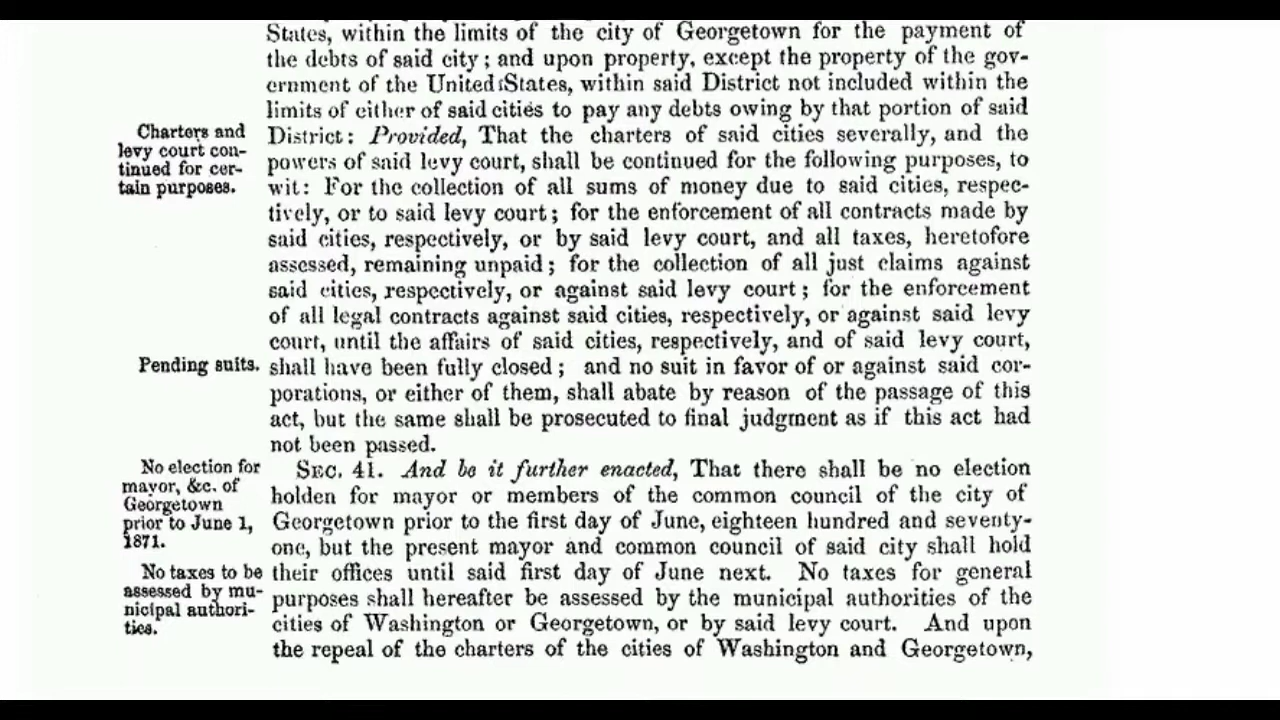 States, within the limits of the city of Georgetown for the payment of
the debts of said city; and upon property, except the property of the gov-
ernment of the United States, within said District not included within the
limits of either of said cities to pay any debts owing by that portion of said
Charters and
levy court con-
tinued for cer-
tain purposes.
District: Provided, That the charters of said cities severally, and the
powers of said levy court, shall be continued for the following purposes, to
wit: For the collection of all sums of money due to said cities, respec-
tively, or to said levy court; for the enforcement of all contracts made by
said cities, respectively, or by said levy court, and all taxes, heretofore
assessed, remaining unpaid; for the collection of all just claims against
said cities, respectively, or against said levy court; for the enforcement
of all legal contracts against said cities, respectively, or against said levy
court, until the affairs of said cities, respectively, and of said levy court,
Pending suits.
shall have been fully closed; and no suit in favor of or against said cor-
porations, or either of them, shall abate by reason of the passage of this
act, but the same shall be prosecuted to final judgment as if this act had
not been passed.
No election for
mayor, &c. of
Georgetown
prior to June 1,
1871.
SEC. 41. And be it further enacted, That there shall be no election
holden for mayor or members of the common council of the city of
Georgetown prior to the first day of June, eighteen hundred and seventy-
one, but the present mayor and common council of said city shall hold
No taxes to be
assessed by mu-
nicipal authori-
ties.
their offices until said first day of June next. No taxes for general
purposes shall hereafter be assessed by the municipal authorities of the
cities of Washington or Georgetown, or by said levy court. And upon
the repeal of the charters of the cities of Washington and Georgetown,